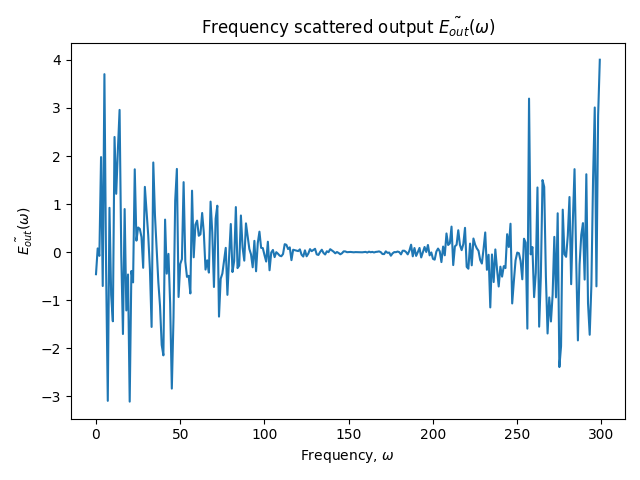 Frequency scattered output $\tilde{E_{out}}(\omega)$
$\tilde{E_{out}}(\omega)$
4
3
2
1
0
−1
−2
−3
0 50 100 150 200 250 300
Frequency, ω